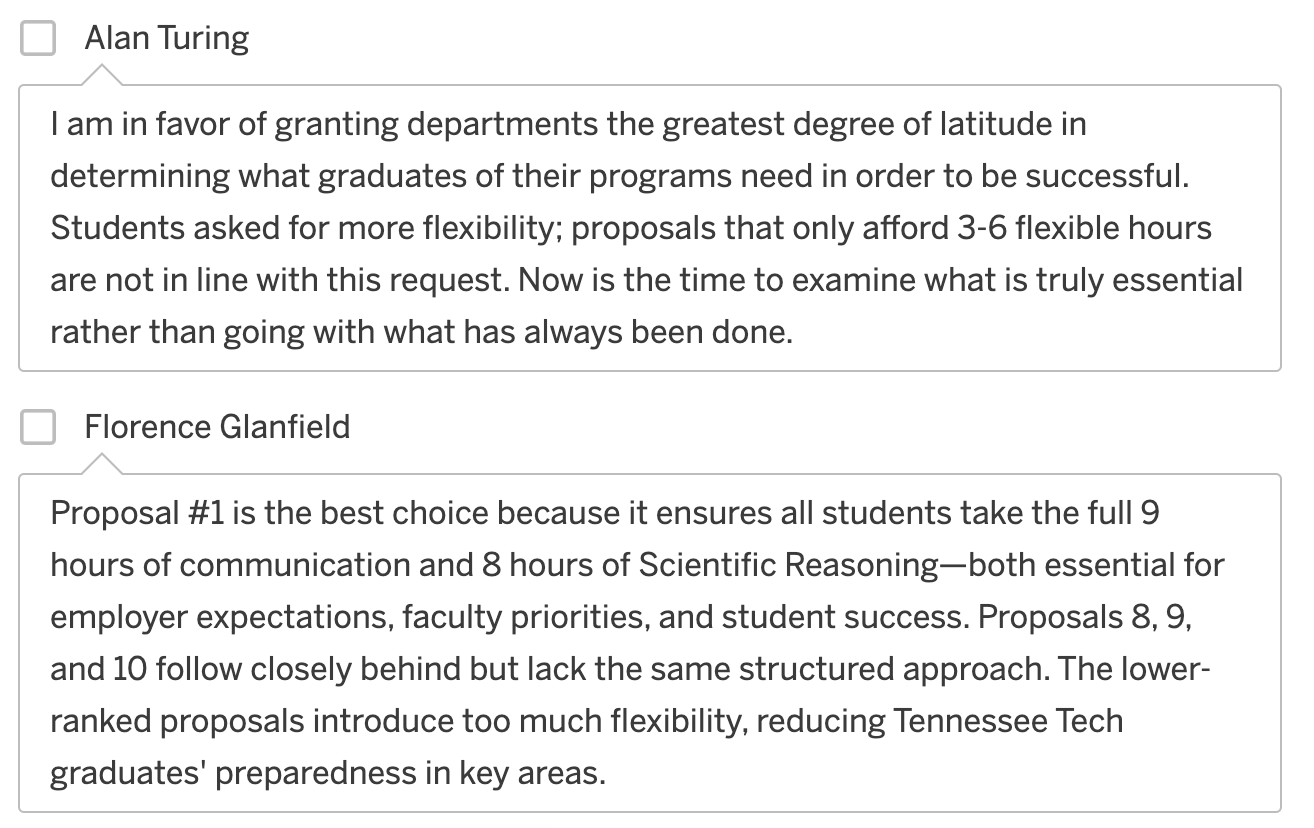 Alan Turing
I am in favor of granting departments the greatest degree of latitude in
determining what graduates of their programs need in order to be successful.
Students asked for more flexibility; proposals that only afford 3-6 flexible hours
are not in line with this request. Now is the time to examine what is truly essential
rather than going with what has always been done.
Florence Glanfield
Proposal #1 is the best choice because it ensures all students take the full 9
hours of communication and 8 hours of Scientific Reasoning—both essential for
employer expectations, faculty priorities, and student success. Proposals 8, 9,
and 10 follow closely behind but lack the same structured approach. The lower-
ranked proposals introduce too much flexibility, reducing Tennessee Tech
graduates' preparedness in key areas.